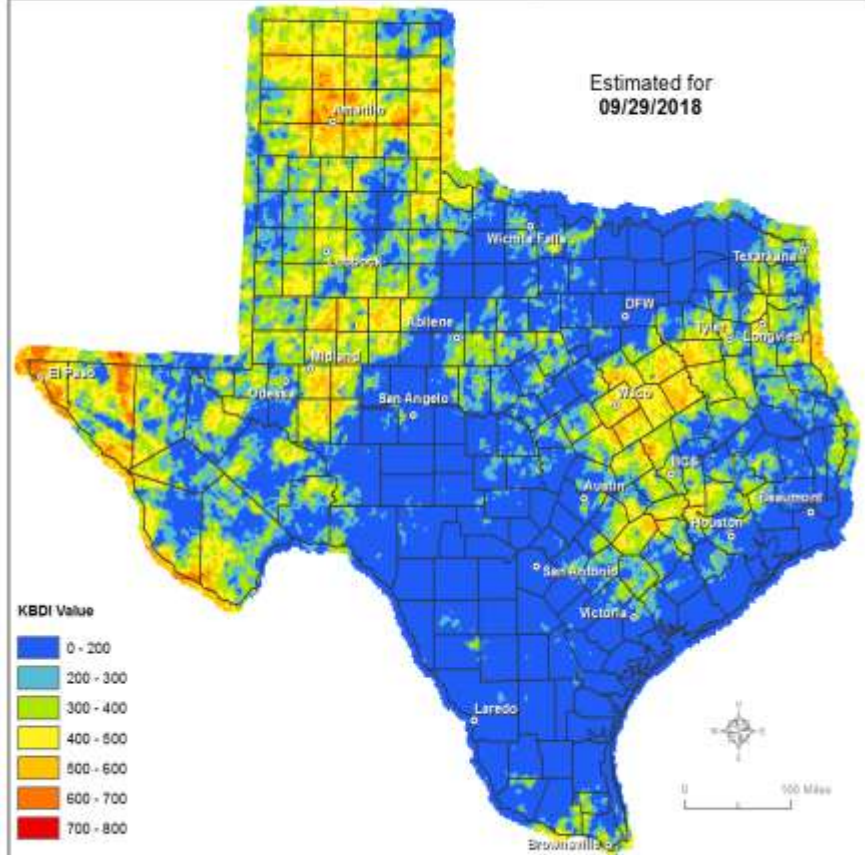 Estimated for
09/29/2018
Amarillo
Wichita Falls
Lubbock
Texarkana
DFW
Abilene
Tyler
Longview
Midland
El Paso
Odessa
San Angelo
Waco
BCS
Austin
Beaumont
Houston
San Antonio
Victoria
KBDI Value
0 - 200
200 - 300
300 - 400
400 - 500
500 - 600
600 - 700
700 - 800
Laredo
0
100 Miles
Brownsville